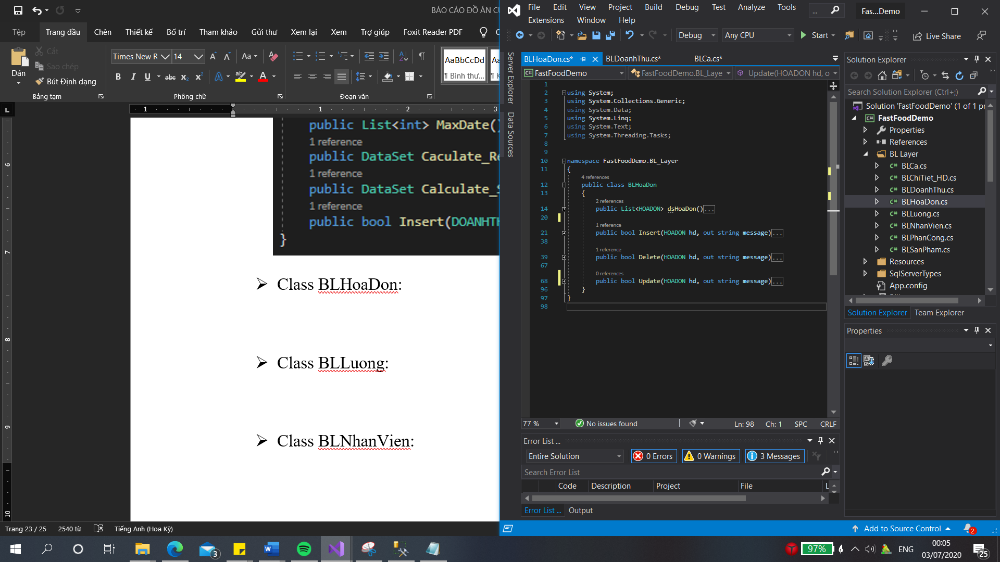 BÁO CÁO ĐỒ ÁN CU
Tệp Trang đầu Chèn Thiết kế Bố trí Tham khảo Gửi thư Xem lại Xem Trợ giúp Foxit Reader PDF
Dán
Cắt
Sao chép
Bút Định dạng
Bảng tạm
Times New R 14
B I U abc x₂ x²
Phông chữ
Đoạn văn
AaBbCcDd
¶ Bình thư...
1 1 2 3
public List<int> MaxDate()
1 reference
public DataSet Caculate_Re
1 reference
public DataSet Calculate_
1 reference
public bool Insert(DOANHTH
}
➢ Class BLHoaDon:
➢ Class BLLuong:
➢ Class BLNhanVien:
6
7
8
9
10
Trang 23 / 25 2540 từ Tiếng Anh (Hoa Kỳ)
File Edit View Project Build Debug Test Analyze Tools
Extensions Window Help
... Fas...Demo
Debug Any CPU Start Live Share
Server Explorer
Data Sources
BLHoaDon.cs* BLDoanhThu.cs* BLCa.cs*
FastFoodDemo FastFoodDemo.BL_Laye Update(HOADON hd, o
1
2 using System;
3 using System.Collections.Generic;
4 using System.Data;
5 using System.Linq;
6 using System.Text;
7 using System.Threading.Tasks;
8
9
10 namespace FastFoodDemo.BL_Layer
11 {
4 references
12 public class BLHoaDon
13 {
2 references
14 public List<HOADON> dsHoaDon()...
20
1 reference
21 public bool Insert(HOADON hd, out string message)...
38
1 reference
39 public bool Delete(HOADON hd, out string message)...
67
0 references
68 public bool Update(HOADON hd, out string message)...
96 }
97 }
98
77 % No issues found Ln: 98 Ch: 1 SPC CRLF
Error List ...
Entire Solution 0 Errors 0 Warnings 3 Messages
Search Error List
Code Description Project File L
Error List ... Output
Solution Explorer
Search Solution Explorer (Ctrl+;)
Solution 'FastFoodDemo' (1 of 1 pr
FastFoodDemo
Properties
References
BL Layer
C# BLCa.cs
C# BLChiTiet_HD.cs
C# BLDoanhThu.cs
C# BLHoaDon.cs
C# BLLuong.cs
C# BLNhanVien.cs
C# BLPhanCong.cs
C# BLSanPham.cs
Resources
SqlServerTypes
App.config
Solution Explorer Team Explorer
Properties
Add to Source Control 2
3
97% ENG
00:05
03/07/2020
25